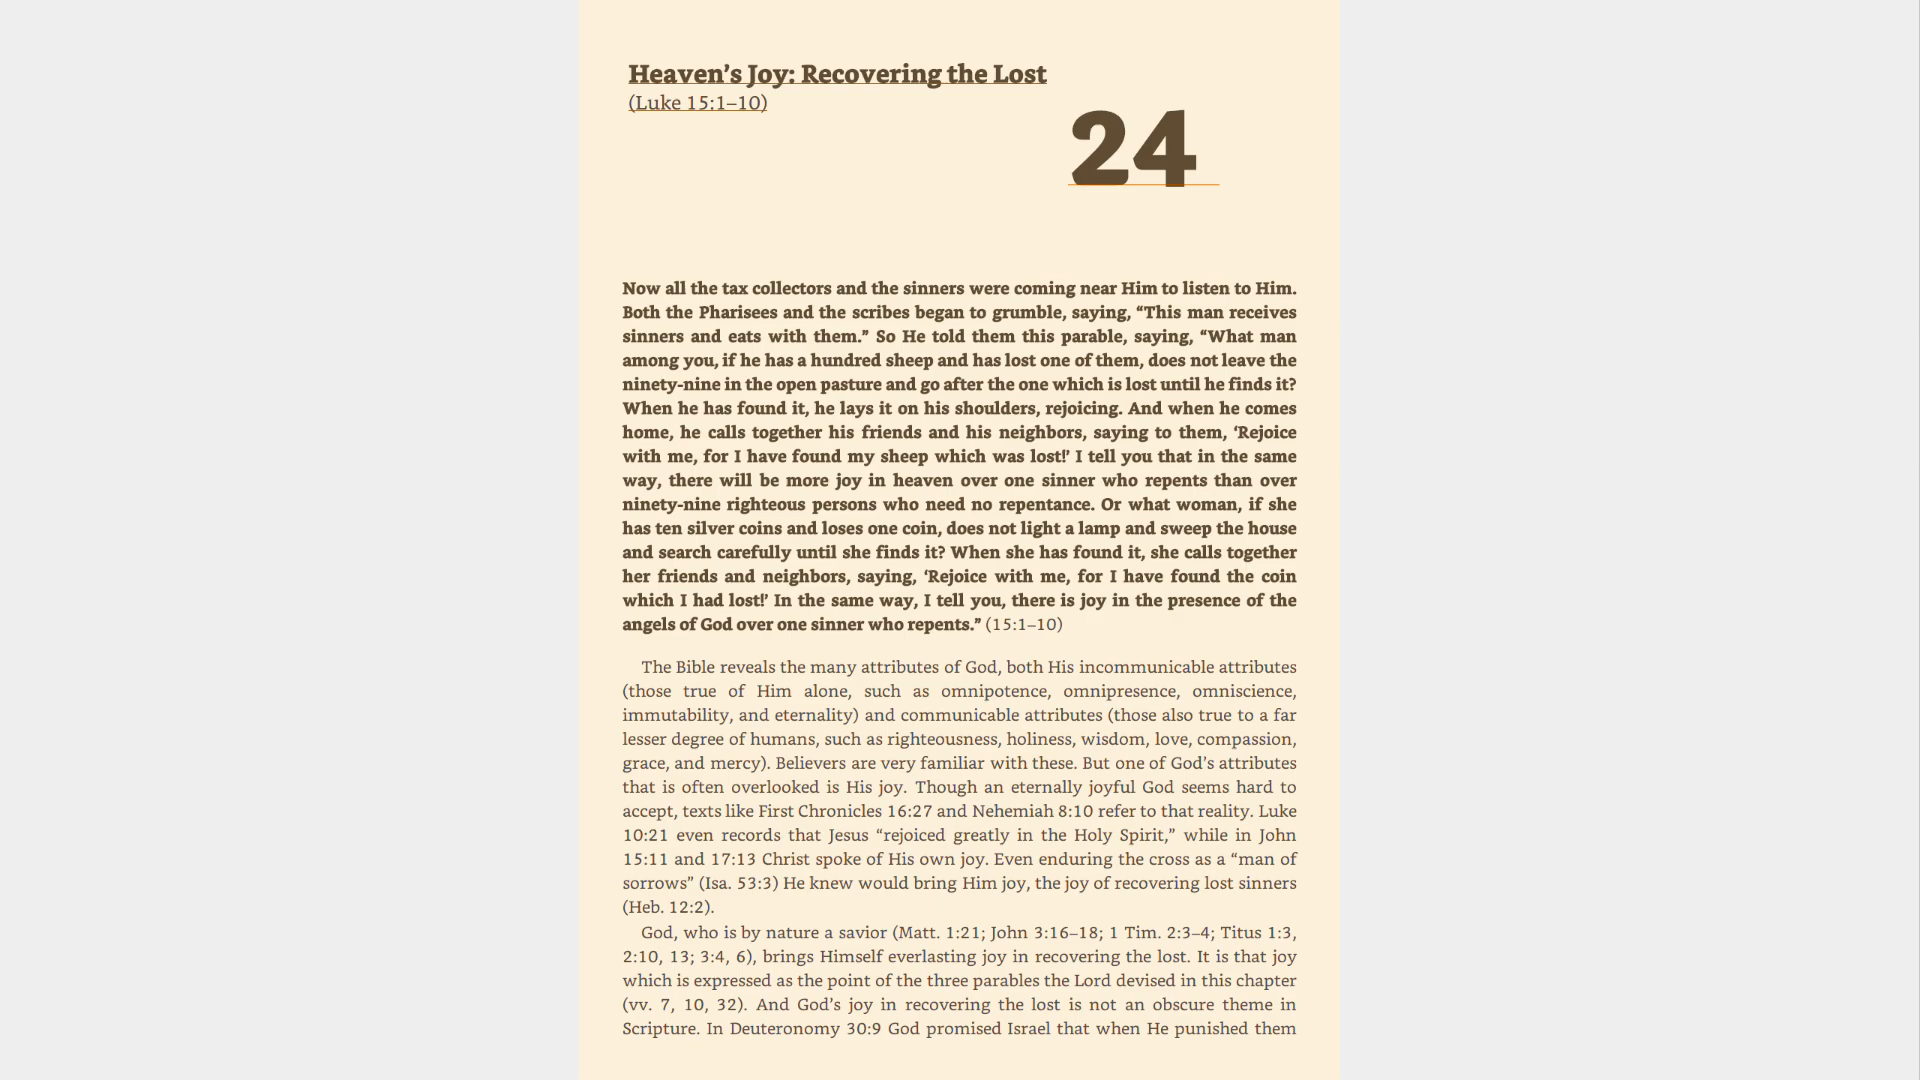 Heaven’s Joy: Recovering the Lost
(Luke 15:1–10)
24
Now all the tax collectors and the sinners were coming near Him to listen to Him.
Both the Pharisees and the scribes began to grumble, saying, “This man receives
sinners and eats with them.” So He told them this parable, saying, “What man
among you, if he has a hundred sheep and has lost one of them, does not leave the
ninety-nine in the open pasture and go after the one which is lost until he finds it?
When he has found it, he lays it on his shoulders, rejoicing. And when he comes
home, he calls together his friends and his neighbors, saying to them, ‘Rejoice
with me, for I have found my sheep which was lost!’ I tell you that in the same
way, there will be more joy in heaven over one sinner who repents than over
ninety-nine righteous persons who need no repentance. Or what woman, if she
has ten silver coins and loses one coin, does not light a lamp and sweep the house
and search carefully until she finds it? When she has found it, she calls together
her friends and neighbors, saying, ‘Rejoice with me, for I have found the coin
which I had lost!’ In the same way, I tell you, there is joy in the presence of the
angels of God over one sinner who repents.” (15:1–10)
The Bible reveals the many attributes of God, both His incommunicable attributes
(those true of Him alone, such as omnipotence, omnipresence, omniscience,
immutability, and eternality) and communicable attributes (those also true to a far
lesser degree of humans, such as righteousness, holiness, wisdom, love, compassion,
grace, and mercy). Believers are very familiar with these. But one of God’s attributes
that is often overlooked is His joy. Though an eternally joyful God seems hard to
accept, texts like First Chronicles 16:27 and Nehemiah 8:10 refer to that reality. Luke
10:21 even records that Jesus “rejoiced greatly in the Holy Spirit,” while in John
15:11 and 17:13 Christ spoke of His own joy. Even enduring the cross as a “man of
sorrows” (Isa. 53:3) He knew would bring Him joy, the joy of recovering lost sinners
(Heb. 12:2).
God, who is by nature a savior (Matt. 1:21; John 3:16–18; 1 Tim. 2:3–4; Titus 1:3,
2:10, 13; 3:4, 6), brings Himself everlasting joy in recovering the lost. It is that joy
which is expressed as the point of the three parables the Lord devised in this chapter
(vv. 7, 10, 32). And God’s joy in recovering the lost is not an obscure theme in
Scripture. In Deuteronomy 30:9 God promised Israel that when He punished them